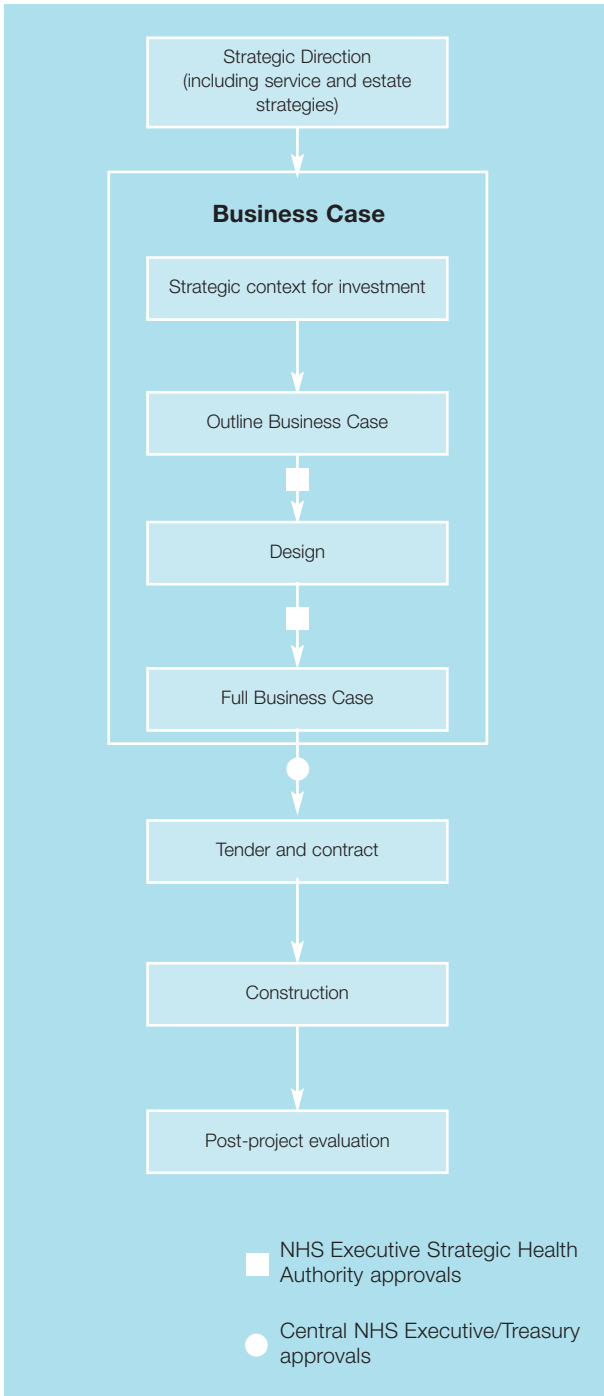 Strategic Direction
(including service and estate
strategies)
Business Case
Strategic context for investment
Outline Business Case
Design
Full Business Case
Tender and contract
Construction
Post-project evaluation
NHS Executive Strategic Health
Authority approvals
Central NHS Executive/Treasury
approvals